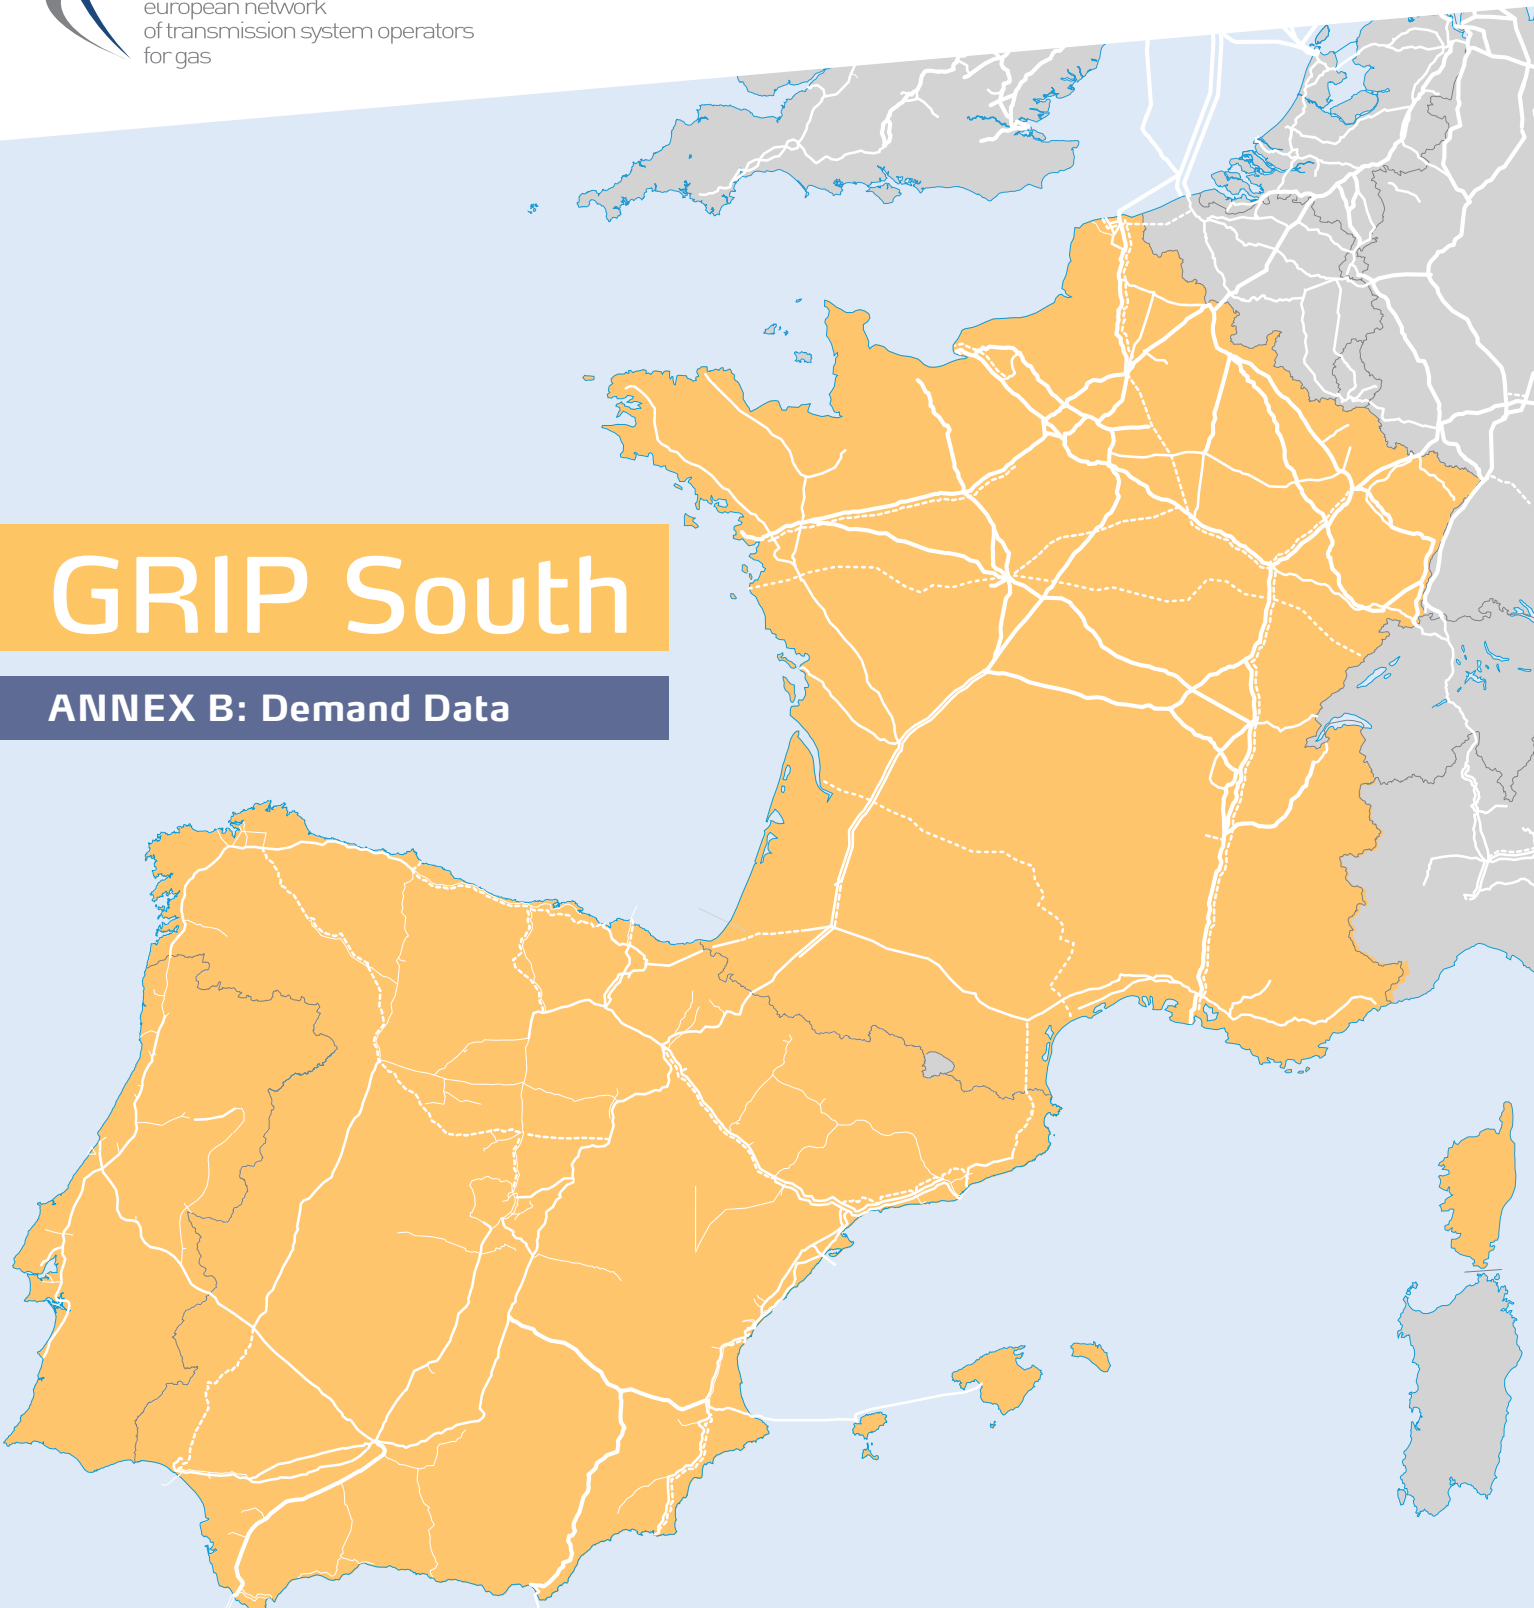 european network
of transmission system operators
for gas
GRIP South
ANNEX B: Demand Data